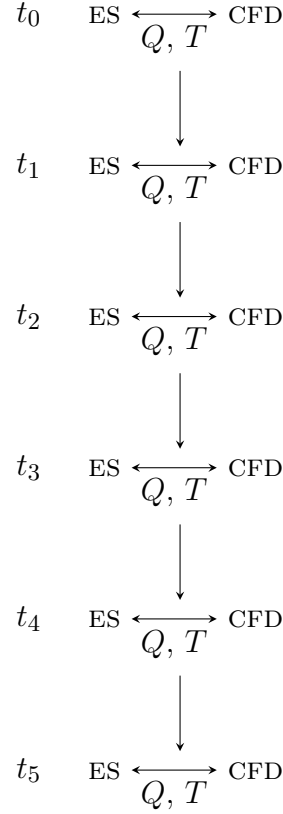 t₀ ES CFD
Q, T
t₁ ES CFD
Q, T
t₂ ES CFD
Q, T
t₃ ES CFD
Q, T
t₄ ES CFD
Q, T
t₅ ES CFD
Q, T